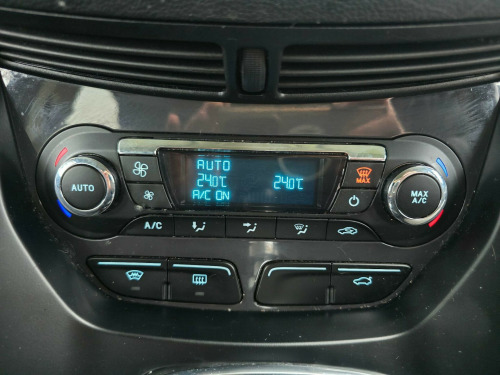 AUTO
24.0°C 24.0°C
A/C ON
AUTO
MAX
MAX
A/C
A/C